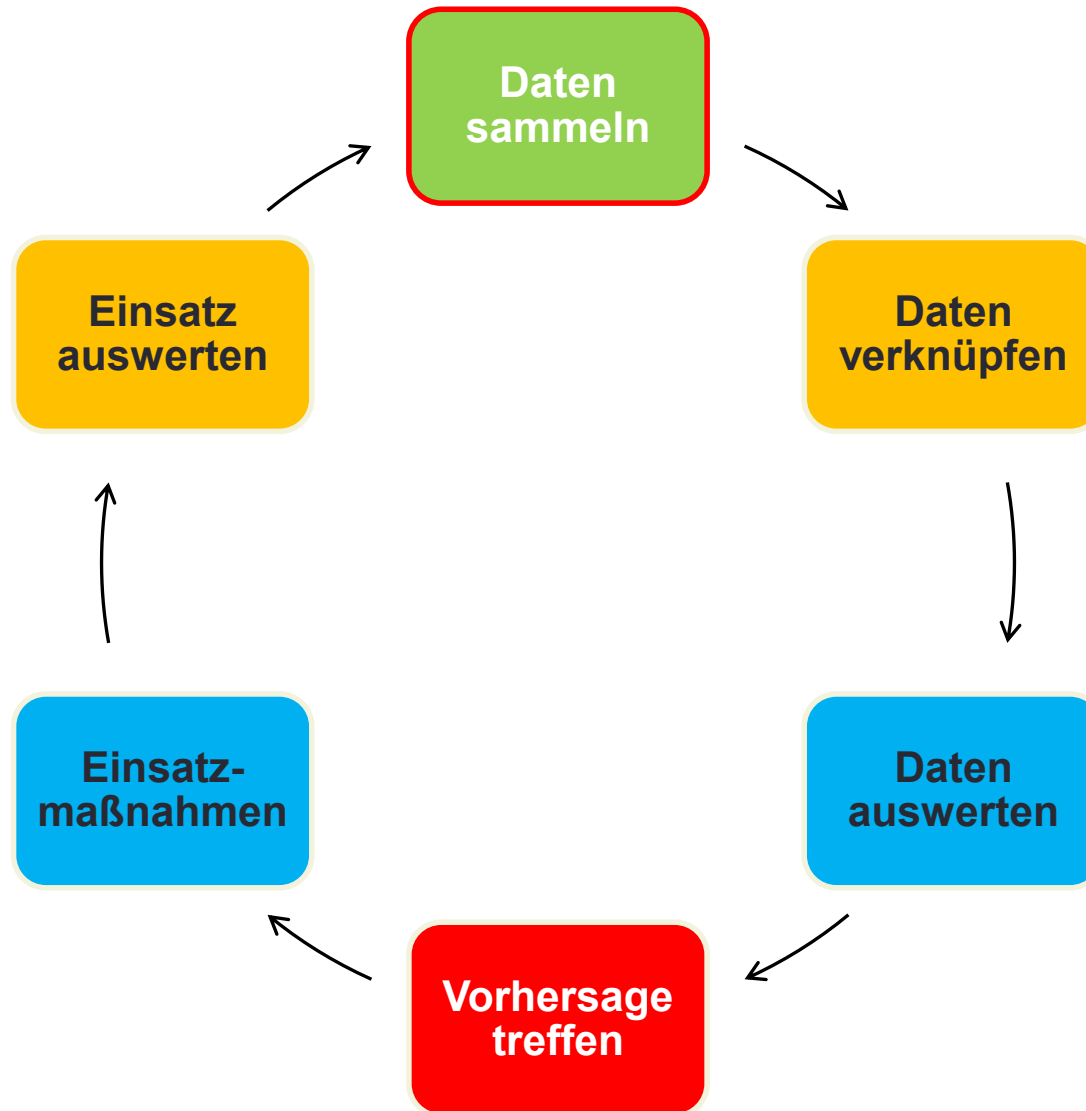 Daten
sammeln
Daten
verknüpfen
Daten
auswerten
Vorhersage
treffen
Einsatz-
maßnahmen
Einsatz
auswerten